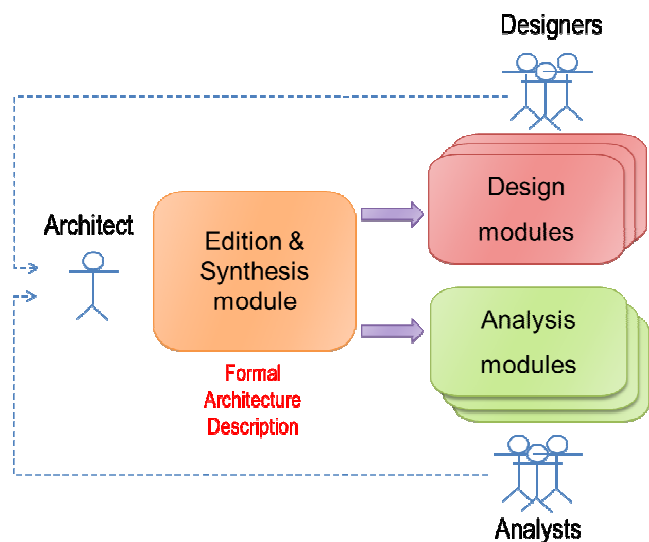 Designers
Design
modules
Architect
Edition &
Synthesis
module
Analysis
modules
Formal
Architecture
Description
Analysts